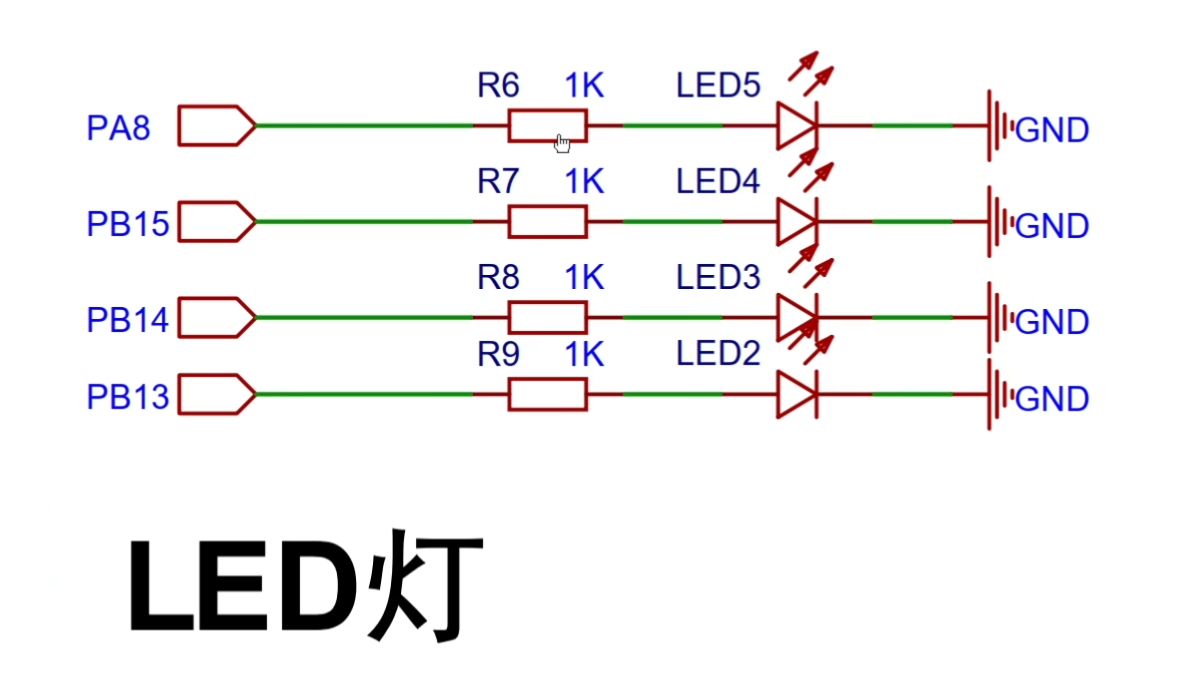 R6 1K LED5
PA8 GND
R7 1K LED4
PB15 GND
R8 1K LED3
PB14 GND
R9 1K LED2
PB13 GND
LED灯